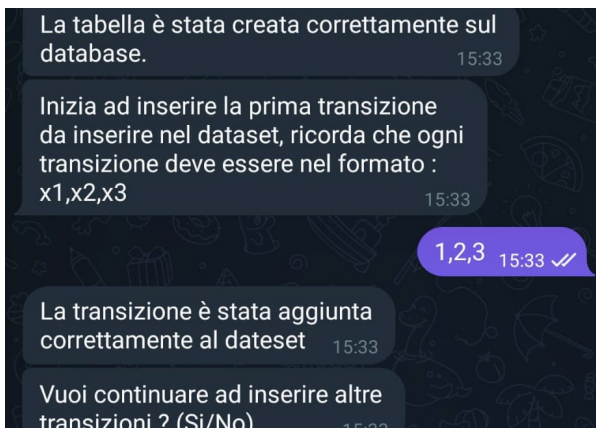 La tabella è stata creata correttamente sul
database.
15:33
Inizia ad inserire la prima transizione
da inserire nel dataset, ricorda che ogni
transizione deve essere nel formato :
x1,x2,x3
15:33
1,2,3 15:33
La transizione è stata aggiunta
correttamente al dateset 15:33
Vuoi continuare ad inserire altre
transizioni ? (Si/No) 15:33